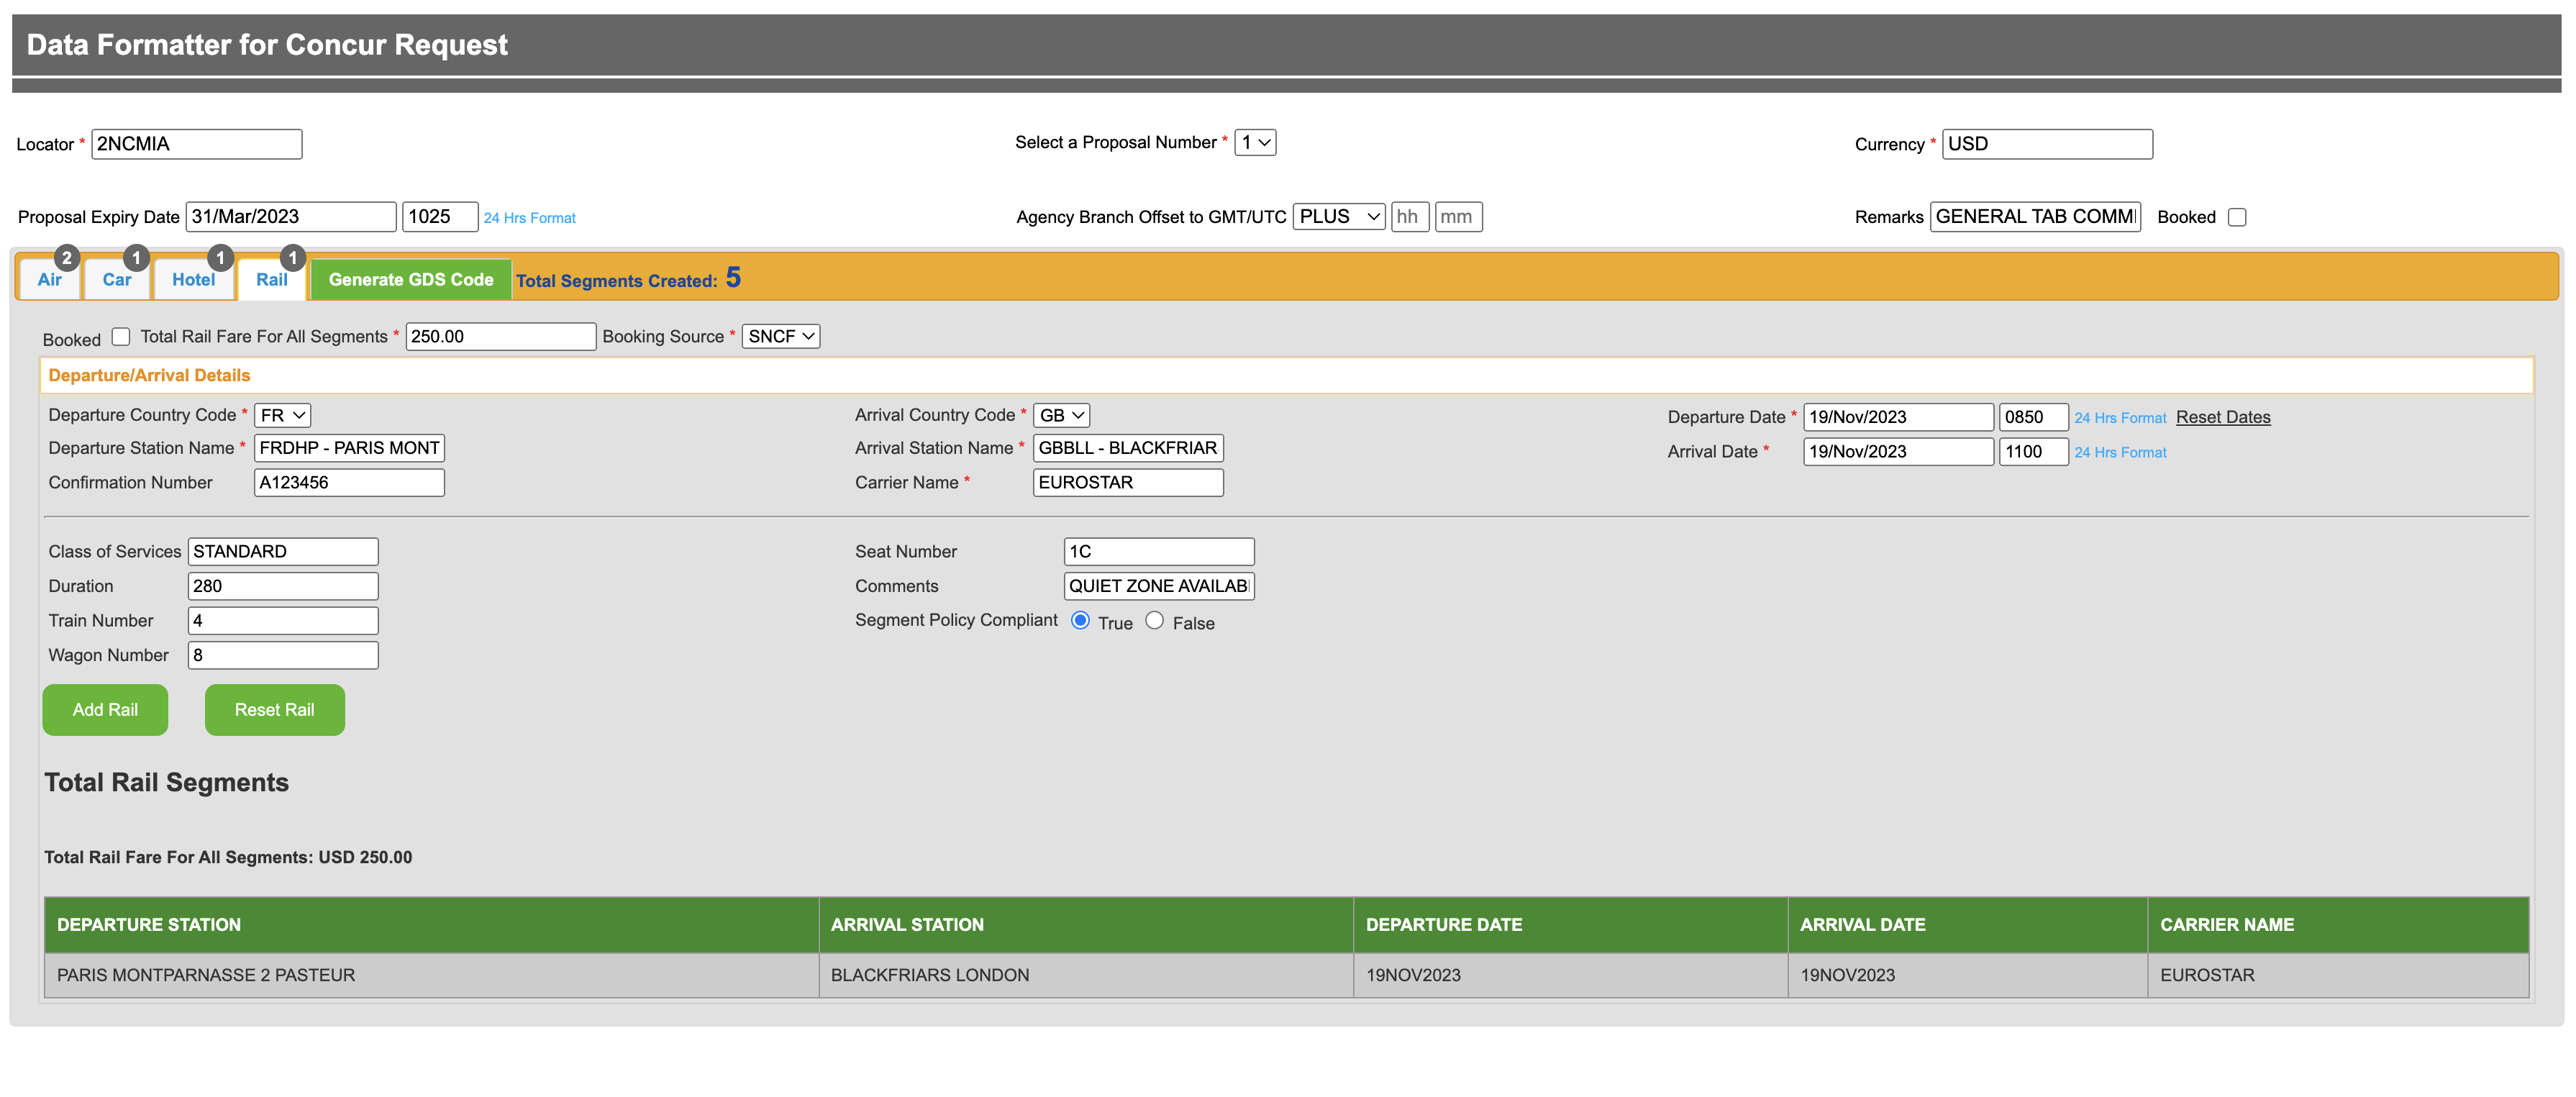 Data Formatter for Concur Request
Locator * 2NCMIA Select a Proposal Number * 1 Currency * USD
Proposal Expiry Date 31/Mar/2023 1025 24 Hrs Format Agency Branch Offset to GMT/UTC PLUS hh mm Remarks GENERAL TAB COMM Booked
2 1 1 1
Air Car Hotel Rail Generate GDS Code Total Segments Created: 5
Booked Total Rail Fare For All Segments * 250.00 Booking Source * SNCF
Departure/Arrival Details
Departure Country Code * FR Arrival Country Code * GB Departure Date * 19/Nov/2023 0850 24 Hrs Format Reset Dates
Departure Station Name * FRDHP - PARIS MONT Arrival Station Name * GBBLL - BLACKFRIAR Arrival Date * 19/Nov/2023 1100 24 Hrs Format
Confirmation Number A123456 Carrier Name * EUROSTAR
Class of Services STANDARD Seat Number 1C
Duration 280 Comments QUIET ZONE AVAILAB
Train Number 4 Segment Policy Compliant True False
Wagon Number 8
Add Rail Reset Rail
Total Rail Segments
Total Rail Fare For All Segments: USD 250.00
DEPARTURE STATION ARRIVAL STATION DEPARTURE DATE ARRIVAL DATE CARRIER NAME
PARIS MONTPARNASSE 2 PASTEUR BLACKFRIARS LONDON 19NOV2023 19NOV2023 EUROSTAR